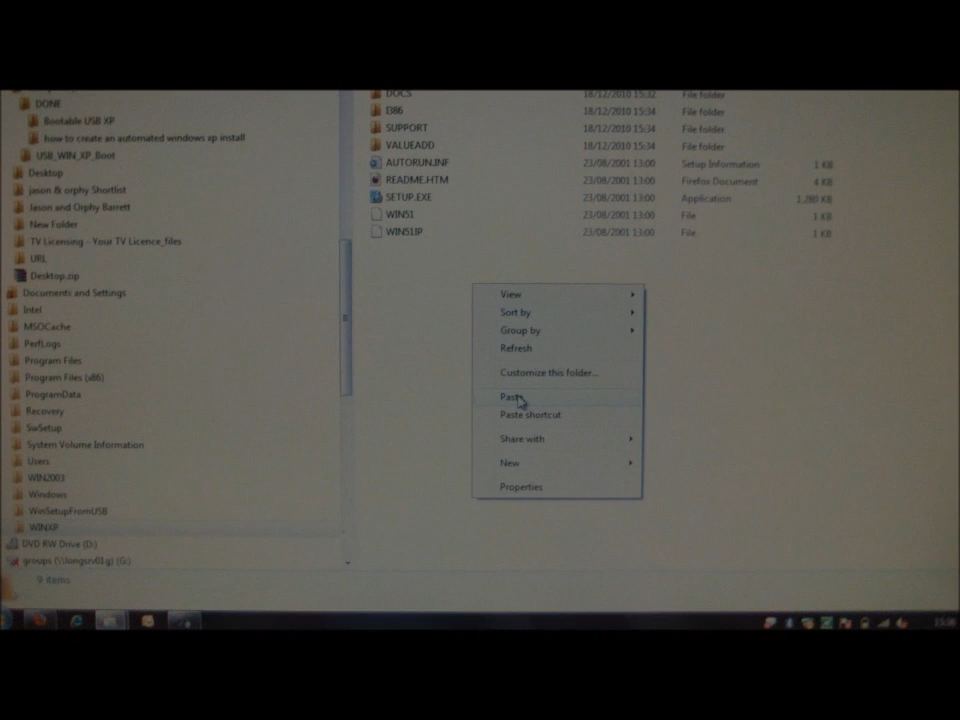 DONE
Bootable USB XP
how to create an automated windows xp install
USB_WIN_XP_Boot
Desktop
jason & orphy Shortlist
Jason and Orphy Barrett
New Folder
TV Licensing - Your TV Licence_files
URL
Desktop.zip
Documents and Settings
Intel
MSOCache
PerfLogs
Program Files
Program Files (x86)
ProgramData
Recovery
SwSetup
System Volume Information
Users
WIN2003
Windows
WinSetupFromUSB
WINXP
DVD RW Drive (D:)
groups (\\longsrv01g) (G:)
9 items
DOCS 18/12/2010 15:32 File folder
I386 18/12/2010 15:34 File folder
SUPPORT 18/12/2010 15:34 File folder
VALUEADD 18/12/2010 15:34 File folder
AUTORUN.INF 23/08/2001 13:00 Setup Information 1 KB
README.HTM 23/08/2001 13:00 Firefox Document 4 KB
SETUP.EXE 23/08/2001 13:00 Application 1,280 KB
WIN51 23/08/2001 13:00 File 1 KB
WIN51IP 23/08/2001 13:00 File 1 KB
View
Sort by
Group by
Refresh
Customize this folder...
Paste
Paste shortcut
Share with
New
Properties